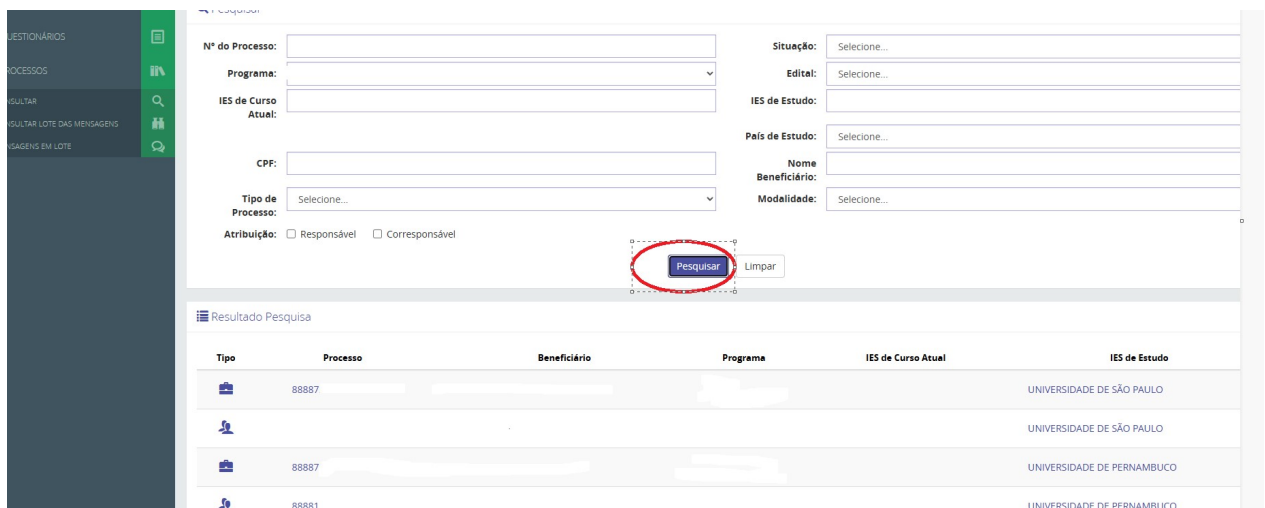 Pesquisar
UESTIONÁRIOS
ROCESSOS
NSULTAR
NSULTAR LOTE DAS MENSAGENS
NSAGENS EM LOTE
Nº do Processo:
Situação: Selecione...
Programa:
Edital: Selecione...
IES de Curso
Atual:
IES de Estudo:
País de Estudo: Selecione...
CPF:
Nome
Beneficiário:
Tipo de
Processo:
Selecione...
Modalidade: Selecione...
Atribuição: Responsável Corresponsável
Pesquisar Limpar
Resultado Pesquisa
Tipo Processo Beneficiário Programa IES de Curso Atual IES de Estudo
88887 UNIVERSIDADE DE SÃO PAULO
UNIVERSIDADE DE SÃO PAULO
88887 UNIVERSIDADE DE PERNAMBUCO
88881 UNIVERSIDADE DE PERNAMBUCO